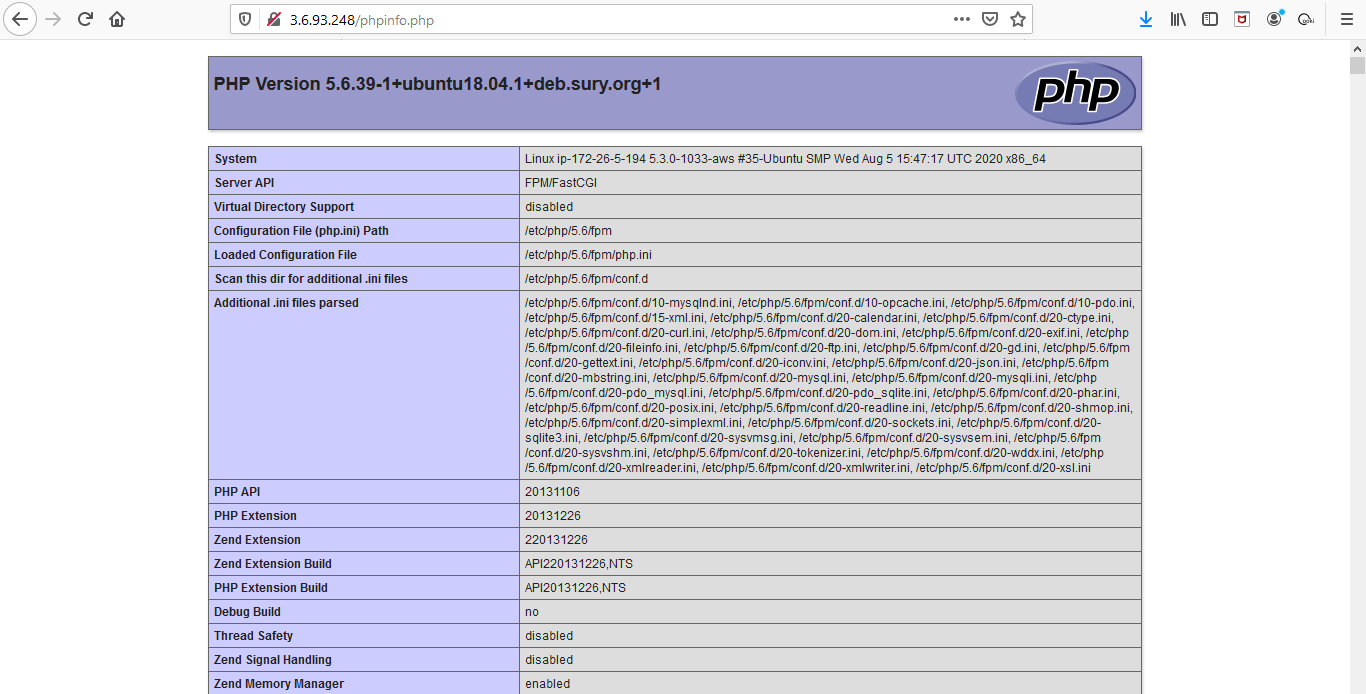 3.6.93.248/phpinfo.php
PHP Version 5.6.39-1+ubuntu18.04.1+deb.sury.org+1
php
System Linux ip-172-26-5-194 5.3.0-1033-aws #35-Ubuntu SMP Wed Aug 5 15:47:17 UTC 2020 x86_64
Server API FPM/FastCGI
Virtual Directory Support disabled
Configuration File (php.ini) Path /etc/php/5.6/fpm
Loaded Configuration File /etc/php/5.6/fpm/php.ini
Scan this dir for additional .ini files /etc/php/5.6/fpm/conf.d
Additional .ini files parsed /etc/php/5.6/fpm/conf.d/10-mysqlnd.ini, /etc/php/5.6/fpm/conf.d/10-opcache.ini, /etc/php/5.6/fpm/conf.d/10-pdo.ini,
/etc/php/5.6/fpm/conf.d/15-xml.ini, /etc/php/5.6/fpm/conf.d/20-calendar.ini, /etc/php/5.6/fpm/conf.d/20-ctype.ini,
/etc/php/5.6/fpm/conf.d/20-curl.ini, /etc/php/5.6/fpm/conf.d/20-dom.ini, /etc/php/5.6/fpm/conf.d/20-exif.ini, /etc/php
/5.6/fpm/conf.d/20-fileinfo.ini, /etc/php/5.6/fpm/conf.d/20-ftp.ini, /etc/php/5.6/fpm/conf.d/20-gd.ini, /etc/php/5.6/fpm
/conf.d/20-gettext.ini, /etc/php/5.6/fpm/conf.d/20-iconv.ini, /etc/php/5.6/fpm/conf.d/20-json.ini, /etc/php/5.6/fpm
/conf.d/20-mbstring.ini, /etc/php/5.6/fpm/conf.d/20-mysql.ini, /etc/php/5.6/fpm/conf.d/20-mysqli.ini, /etc/php
/5.6/fpm/conf.d/20-pdo_mysql.ini, /etc/php/5.6/fpm/conf.d/20-pdo_sqlite.ini, /etc/php/5.6/fpm/conf.d/20-phar.ini,
/etc/php/5.6/fpm/conf.d/20-posix.ini, /etc/php/5.6/fpm/conf.d/20-readline.ini, /etc/php/5.6/fpm/conf.d/20-shmop.ini,
/etc/php/5.6/fpm/conf.d/20-simplexml.ini, /etc/php/5.6/fpm/conf.d/20-sockets.ini, /etc/php/5.6/fpm/conf.d/20-
sqlite3.ini, /etc/php/5.6/fpm/conf.d/20-sysvmsg.ini, /etc/php/5.6/fpm/conf.d/20-sysvsem.ini, /etc/php/5.6/fpm
/conf.d/20-sysvshm.ini, /etc/php/5.6/fpm/conf.d/20-tokenizer.ini, /etc/php/5.6/fpm/conf.d/20-wddx.ini, /etc/php
/5.6/fpm/conf.d/20-xmlreader.ini, /etc/php/5.6/fpm/conf.d/20-xmlwriter.ini, /etc/php/5.6/fpm/conf.d/20-xsl.ini
PHP API 20131106
PHP Extension 20131226
Zend Extension 220131226
Zend Extension Build API220131226,NTS
PHP Extension Build API20131226,NTS
Debug Build no
Thread Safety disabled
Zend Signal Handling disabled
Zend Memory Manager enabled